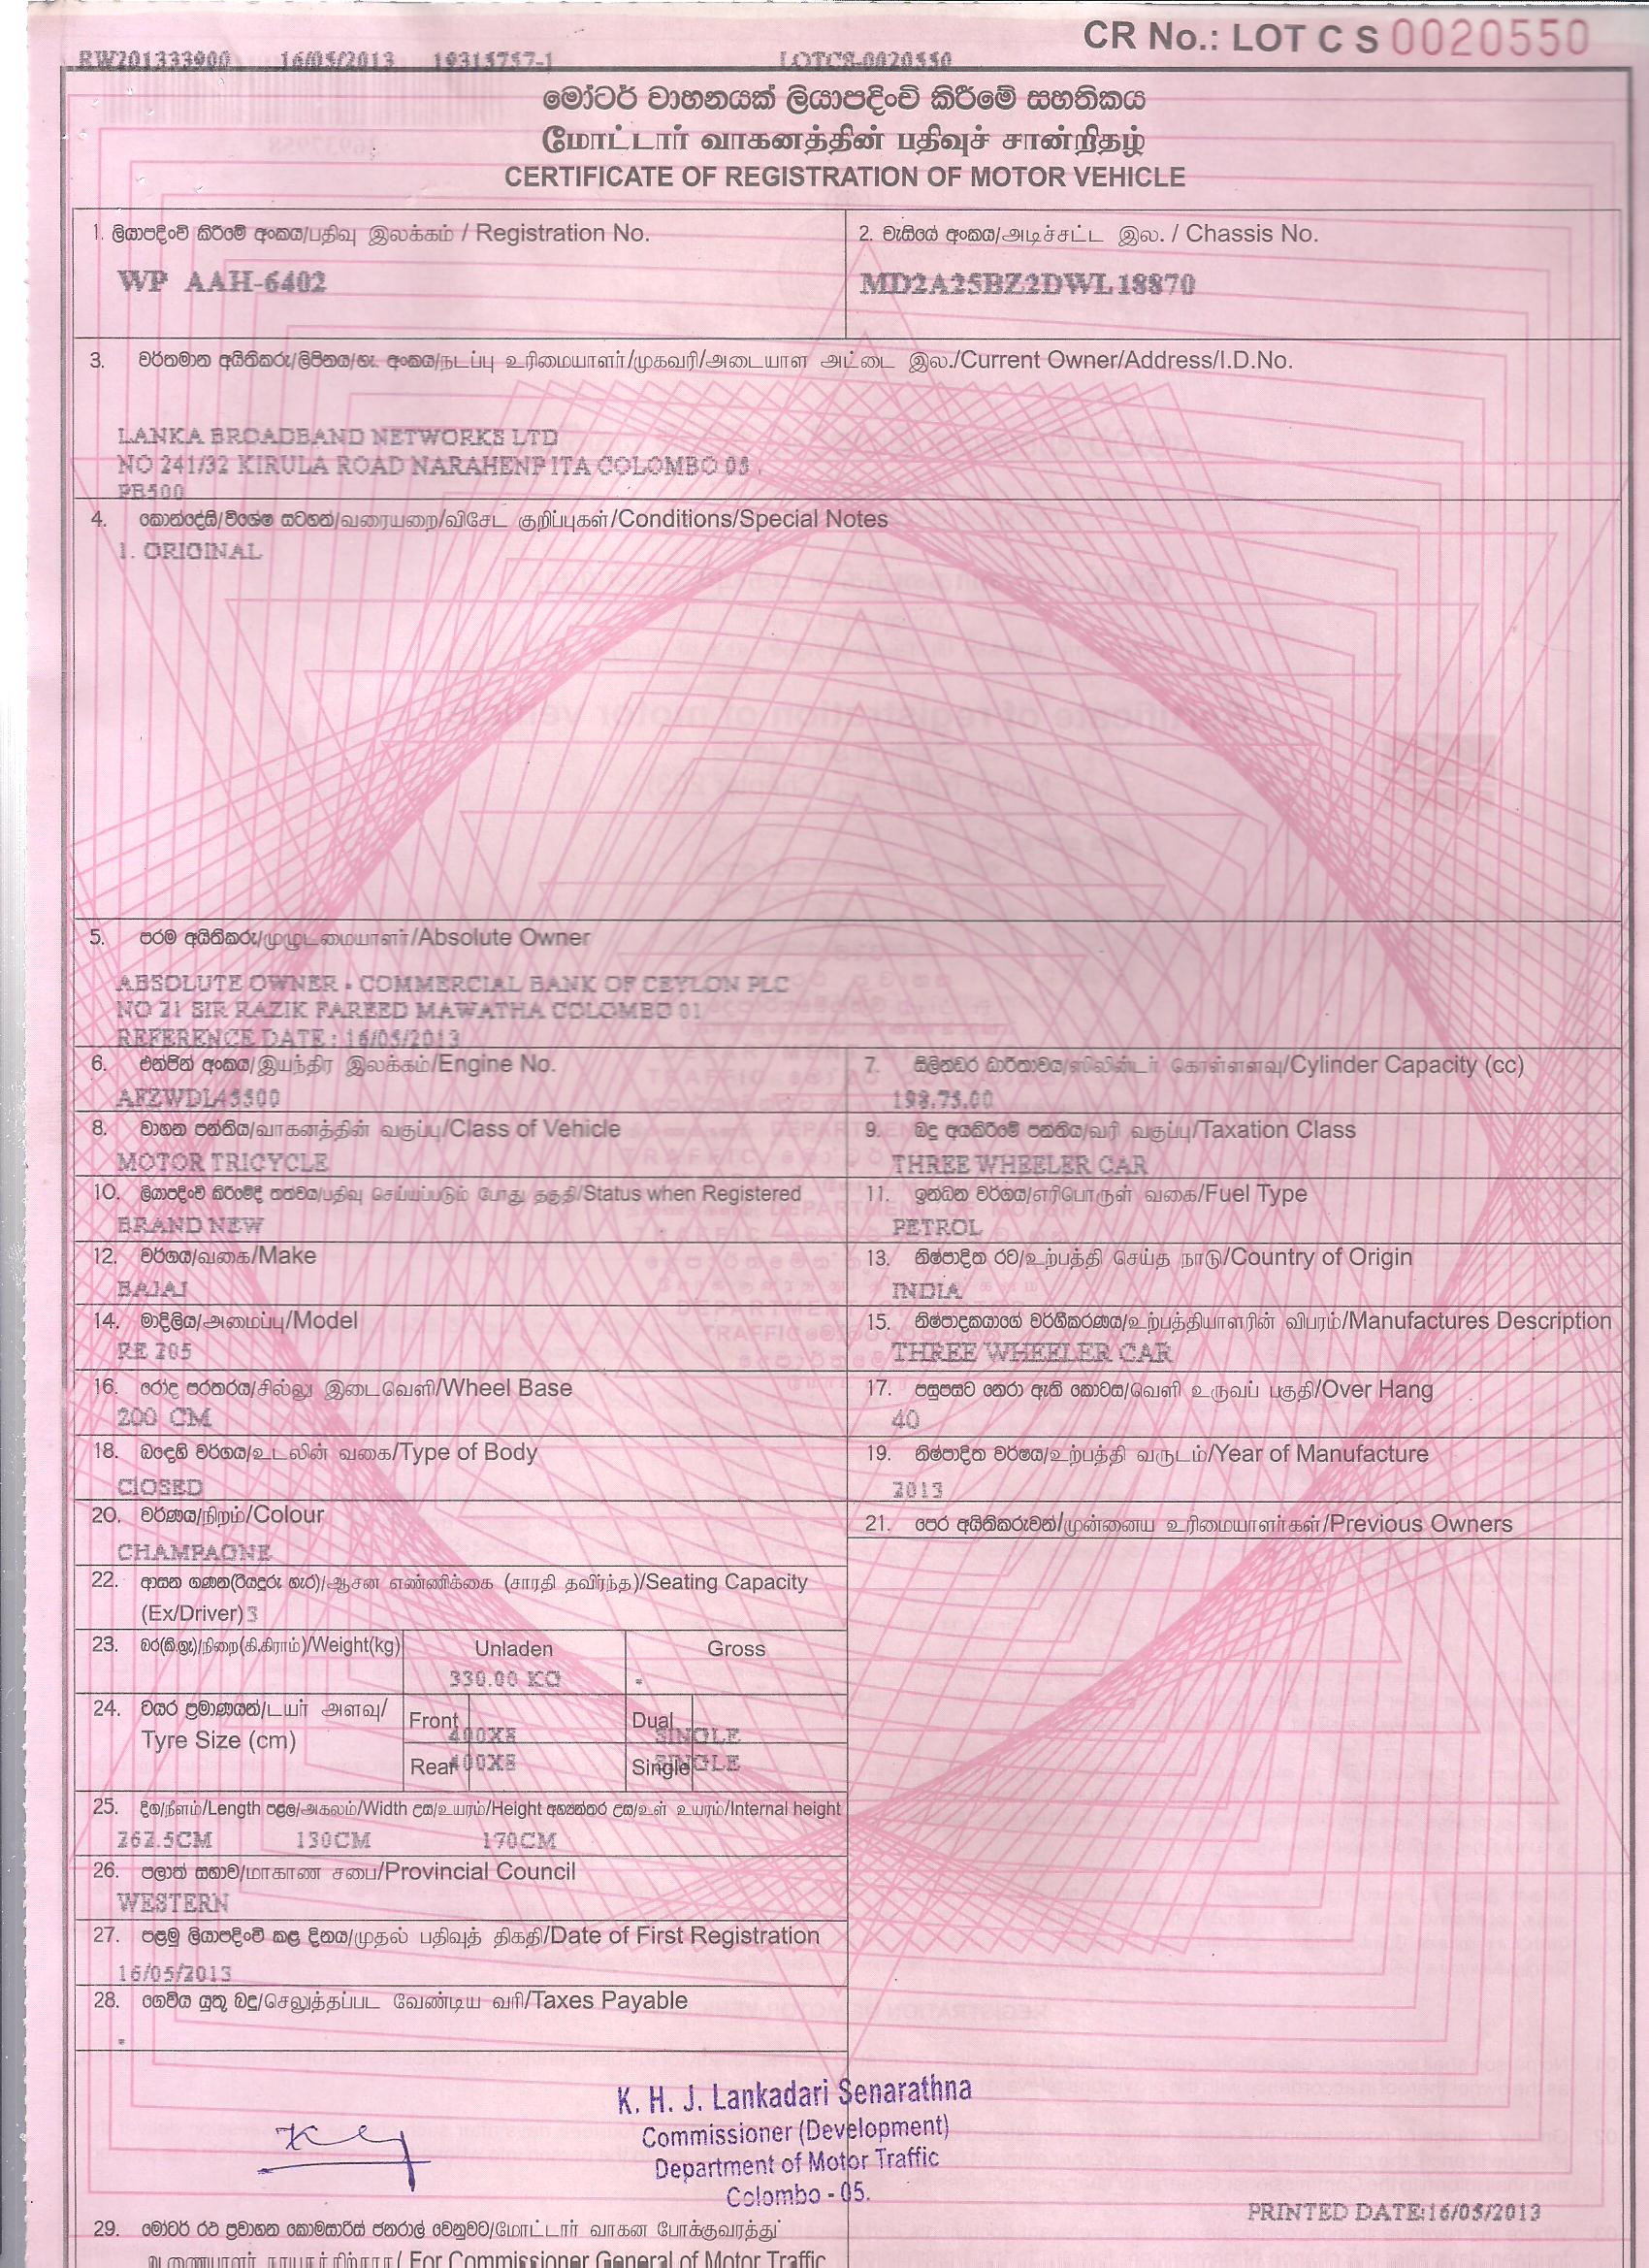 CR No.: LOT C S 0020550
RW201333900 16/05/2013 19315757-1 LOTCS-0020550
මෝටර් වාහනයක් ලියාපදිංචි කිරීමේ සහතිකය
மோட்டார் வாகனத்தின் பதிவுச் சான்றிதழ்
CERTIFICATE OF REGISTRATION OF MOTOR VEHICLE
1. ලියාපදිංචි කිරීමේ අංකය/பதிவு இலக்கம் / Registration No.
WP AAH-6402
2. චැසියේ අංකය/அடிச்சட்ட இல. / Chassis No.
MD2A25BZ2DWL18870
3. වර්තමාන අයිතිකරු/ලිපිනය/හැ. අංකය/நடப்பு உரிமையாளர்/முகவரி/அடையாள அட்டை இல./Current Owner/Address/I.D.No.
LANKA BROADBAND NETWORKS LTD
NO 241/32 KIRULA ROAD NARAHENPITA COLOMBO 05 .
PB500
4. කොන්දේසි/විශේෂ සටහන්/வரையறை/விசேட குறிப்புகள்/Conditions/Special Notes
1. ORIGINAL
5. පරම අයිතිකරු/முழுடமையாளர்/Absolute Owner
ABSOLUTE OWNER - COMMERCIAL BANK OF CEYLON PLC
NO 21 SIR RAZIK FAREED MAWATHA COLOMBO 01
REFERENCE DATE : 16/05/2013
6. එන්ජින් අංකය/இயந்திர இலக்கம்/Engine No.
AFZWDL45500
7. සිලින්ඩර ධාරිතාවය/ஸிலின்டர் கொள்ளளவு/Cylinder Capacity (cc)
198.75.00
8. වාහන පන්තිය/வாகனத்தின் வகுப்பு/Class of Vehicle
MOTOR TRICYCLE
9. බදු අයකිරීමේ පන්තිය/வரி வகுப்பு/Taxation Class
THREE WHEELER CAR
10. ලියාපදිංචි කිරීමේදී තත්වය/பதிவு செய்யப்படும் போது தகுதி/Status when Registered
BRAND NEW
11. ඉන්ධන වර්ගය/எரிபொருள் வகை/Fuel Type
PETROL
12. වර්ගය/வகை/Make
BAJAJ
13. නිෂ්පාදිත රට/உற்பத்தி செய்த நாடு/Country of Origin
INDIA
14. මාදිලිය/அமைப்பு/Model
RE 205
15. නිෂ්පාදකයාගේ වර්ගීකරණය/உற்பத்தியாளரின் விபரம்/Manufactures Description
THREE WHEELER CAR
16. රෝද පරතරය/சில்லு இடைவெளி/Wheel Base
200 CM
17. පසුපසට නෙරා ඇති කොටස/வெளி உருவப் பகுதி/Over Hang
40
18. බඳෙහි වර්ගය/உடலின் வகை/Type of Body
ClOSED
19. නිෂ්පාදිත වර්ෂය/உற்பத்தி வருடம்/Year of Manufacture
2013
20. වර්ණය/நிறம்/Colour
CHAMPAGNE
21. පෙර අයිතිකරුවන්/முன்னைய உரிமையாளர்கள்/Previous Owners
22. ආසන ගණන(රියදුරු හැර)/ஆசன எண்ணிக்கை (சாரதி தவிர்ந்த)/Seating Capacity
(Ex/Driver) 3
23. බර(කි.ග්‍රෑ)/நிறை(கி.கிராம்)/Weight(kg) Unladen Gross
330.00 KG -
24. ටයර ප්‍රමාණයන්/டயர் அளவு/
Tyre Size (cm)
Front 400X8 Dual SINGLE
Rear 400X8 Single SINGLE
25. දිග/நீளம்/Length පළල/அகலம்/Width උස/உயரம்/Height අභ්‍යන්තර උස/உள் உயரம்/Internal height
262.5CM 130CM 170CM
26. පලාත් සභාව/மாகாண சபை/Provincial Council
WESTERN
27. පළමු ලියාපදිංචි කළ දිනය/முதல் பதிவுத் திகதி/Date of First Registration
16/05/2013
28. ගෙවිය යුතු බදු/செலுத்தப்பட வேண்டிய வரி/Taxes Payable
-
K. H. J. Lankadari Senarathna
Commissioner (Development)
Department of Motor Traffic
Colombo - 05.
PRINTED DATE:16/05/2013
29. මෝටර් රථ ප්‍රවාහන කොමසාරිස් ජනරාල් වෙනුවට/மோட்டார் வாகன போக்குவரத்து
For Commissioner General of Motor Traffic